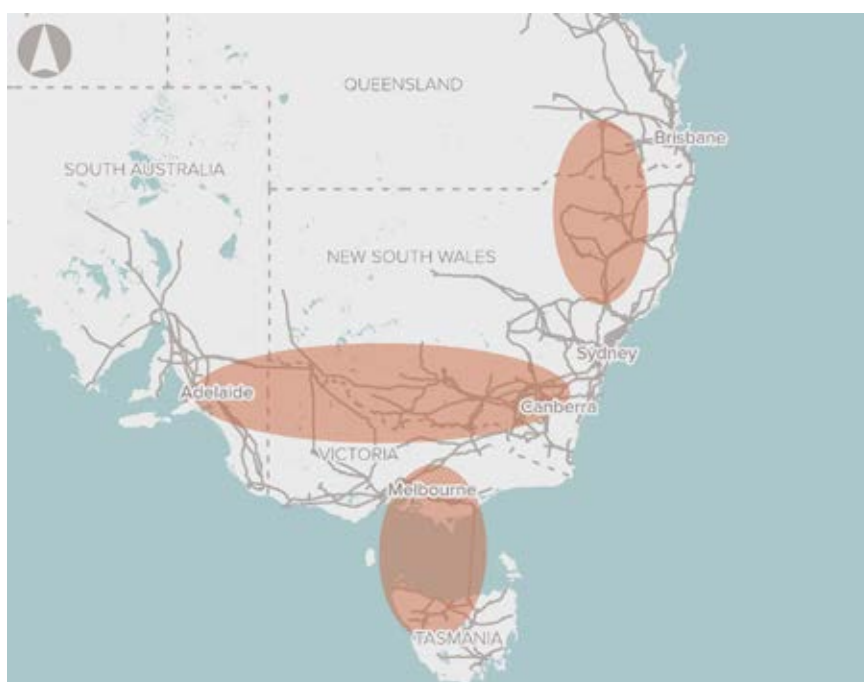 QUEENSLAND
Brisbane
SOUTH AUSTRALIA
NEW SOUTH WALES
Sydney
Adelaide
Canberra
VICTORIA
Melbourne
TASMANIA